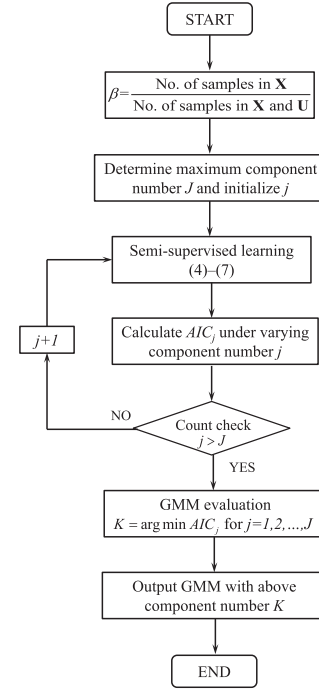 START
β= No. of samples in X
No. of samples in X and U
Determine maximum component
number J and initialize j
Semi-supervised learning
(4)–(7)
j+1
Calculate AICj under varying
component number j
NO
Count check
j > J
YES
GMM evaluation
K = arg min AICj for j=1,2,...,J
Output GMM with above
component number K
END